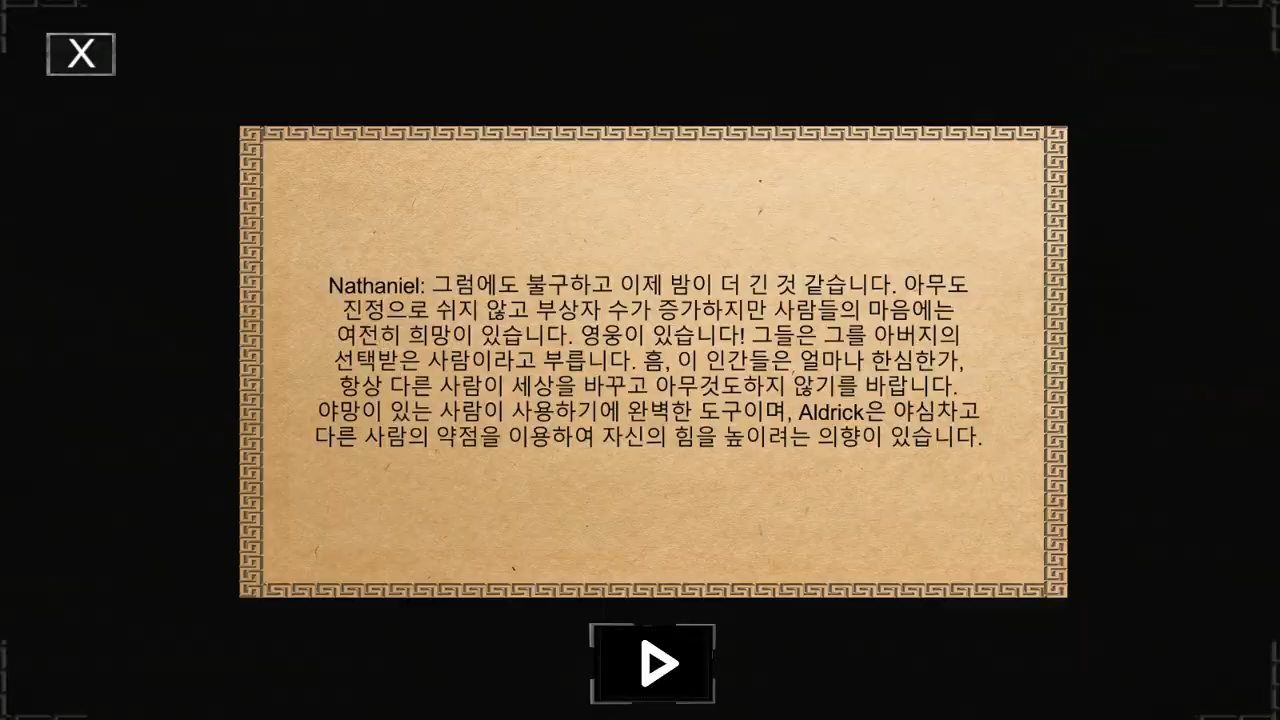 X
Nathaniel: 그럼에도 불구하고 이제 밤이 더 긴 것 같습니다. 아무도
진정으로 쉬지 않고 부상자 수가 증가하지만 사람들의 마음에는
여전히 희망이 있습니다. 영웅이 있습니다! 그들은 그를 아버지의
선택받은 사람이라고 부릅니다. 흠, 이 인간들은 얼마나 한심한가,
항상 다른 사람이 세상을 바꾸고 아무것도하지 않기를 바랍니다.
야망이 있는 사람이 사용하기에 완벽한 도구이며, Aldrick은 야심차고
다른 사람의 약점을 이용하여 자신의 힘을 높이려는 의향이 있습니다.